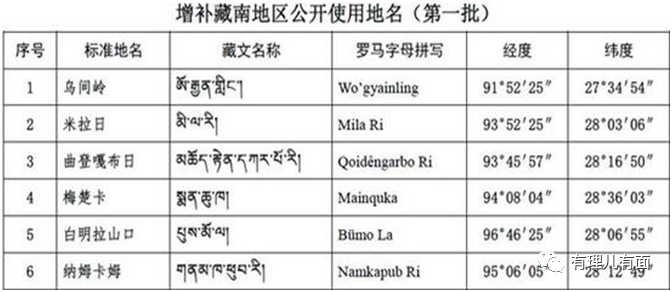 增补藏南地区公开使用地名（第一批）
序号 标准地名 藏文名称 罗马字母拼写 经度 纬度
1 乌间岭 ཨོ་རྒྱན་གླིང་། Wo’gyainling 91°52′25″ 27°34′54″
2 米拉日 མི་ལ་རི། Mila Ri 93°52′25″ 28°03′06″
3 曲登嘎布日 མཆོད་རྟེན་དཀར་པོ་རི། Qoidêngarbo Ri 93°45′57″ 28°16′50″
4 梅楚卡 སྨན་ཆུ་ཁ། Mainquka 94°08′04″ 28°36′03″
5 白明拉山口 པུས་མོ་ལ། Bümo La 96°46′25″ 28°06′55″
6 纳姆卡姆 གནམ་ཁ་ཕུབ་རི། Namkapub Ri 95°06′05″ 28°12′49″
有理儿有面